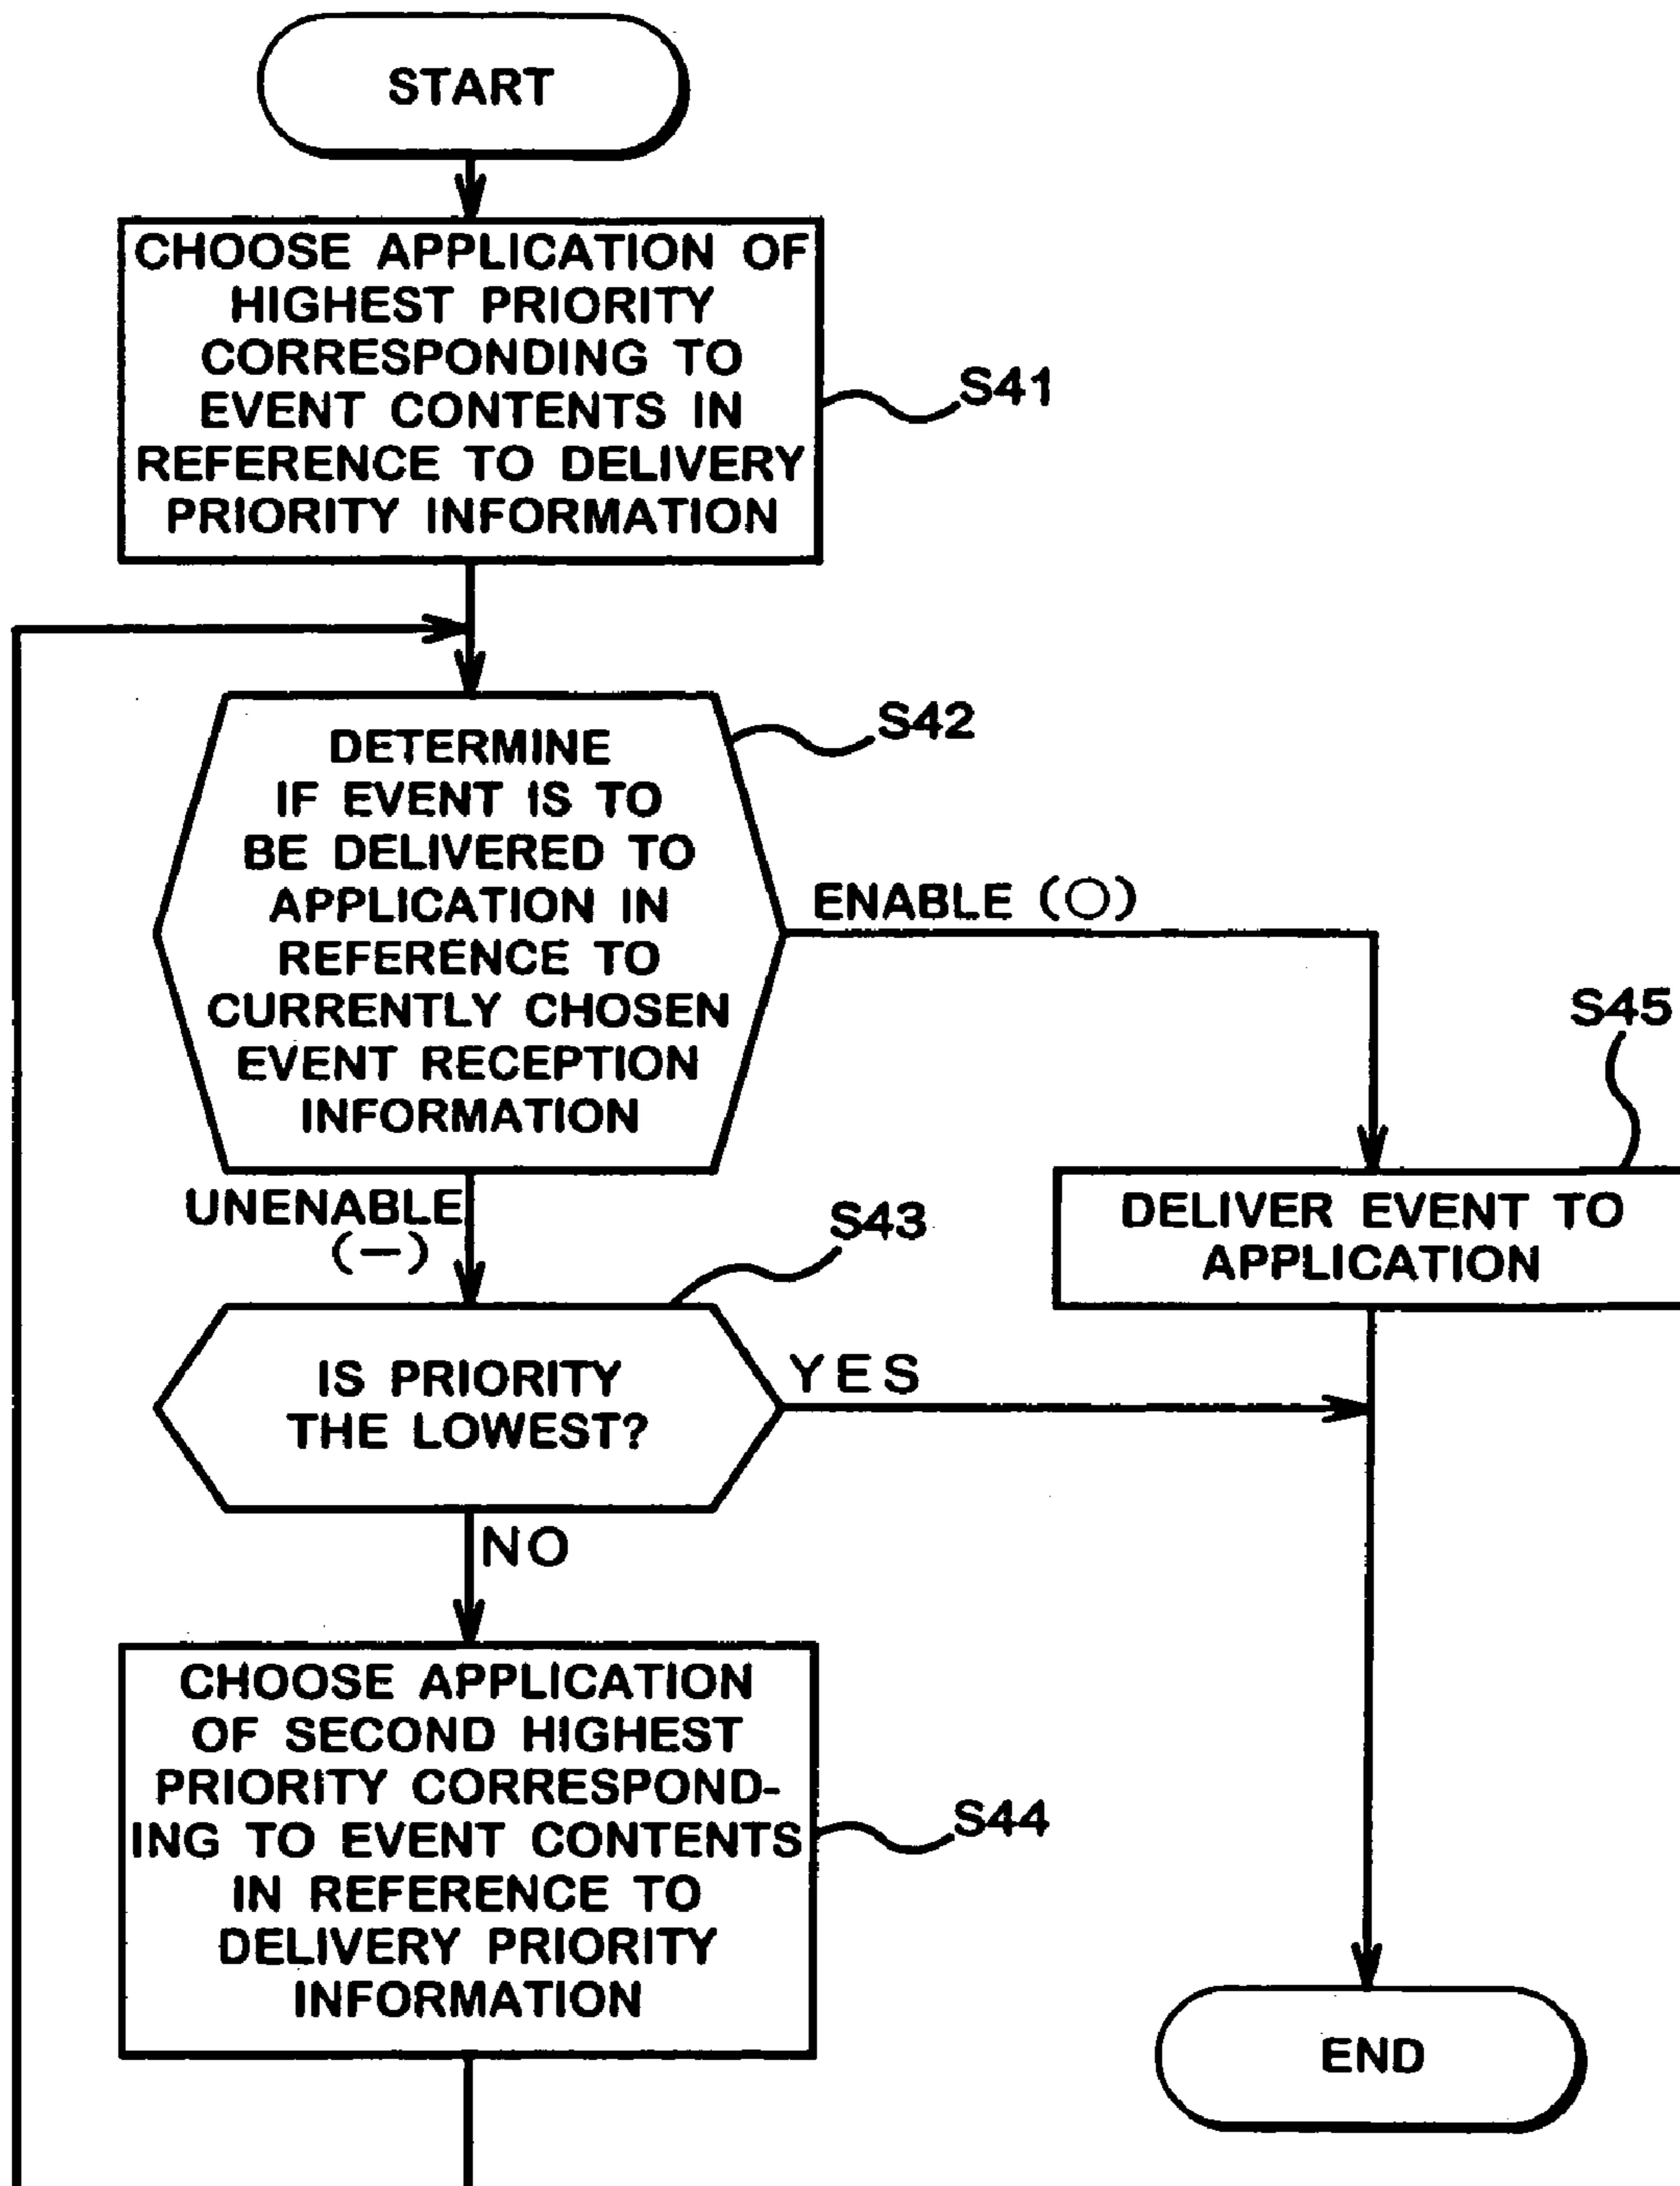 START
CHOOSE APPLICATION OF
HIGHEST PRIORITY
CORRESPONDING TO
EVENT CONTENTS IN
REFERENCE TO DELIVERY
PRIORITY INFORMATION
S41
DETERMINE
IF EVENT IS TO
BE DELIVERED TO
APPLICATION IN
REFERENCE TO
CURRENTLY CHOSEN
EVENT RECEPTION
INFORMATION
S42
ENABLE (○)
UNENABLE
(—)
S45
DELIVER EVENT TO
APPLICATION
S43
IS PRIORITY
THE LOWEST?
YES
NO
CHOOSE APPLICATION
OF SECOND HIGHEST
PRIORITY CORRESPOND-
ING TO EVENT CONTENTS
IN REFERENCE TO
DELIVERY PRIORITY
INFORMATION
S44
END